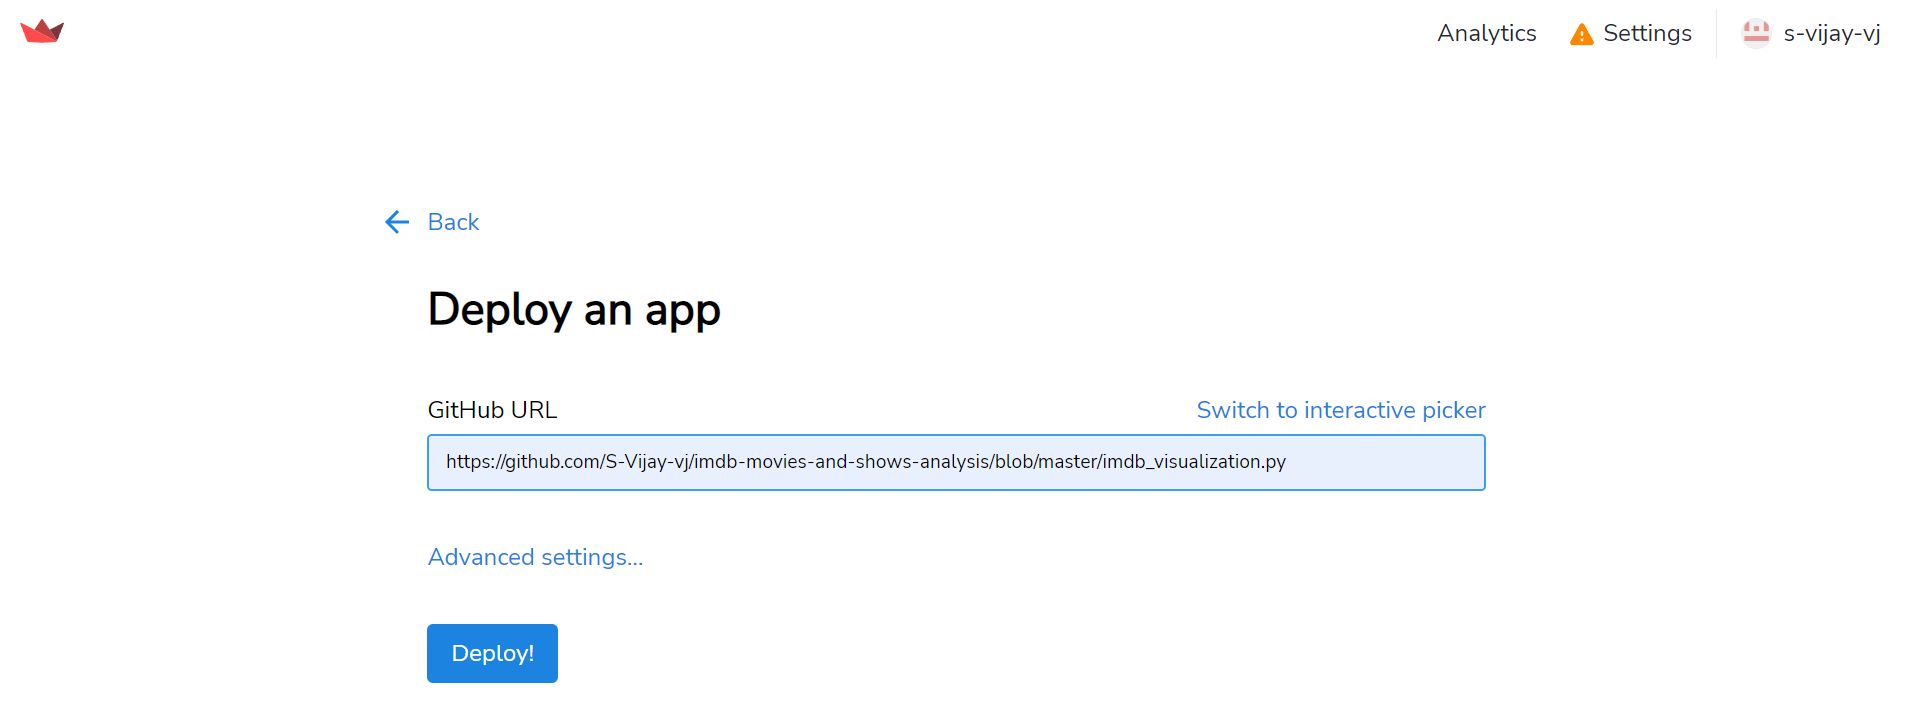 Analytics Settings s-vijay-vj
Back
Deploy an app
GitHub URL Switch to interactive picker
https://github.com/S-Vijay-vj/imdb-movies-and-shows-analysis/blob/master/imdb_visualization.py
Advanced settings...
Deploy!